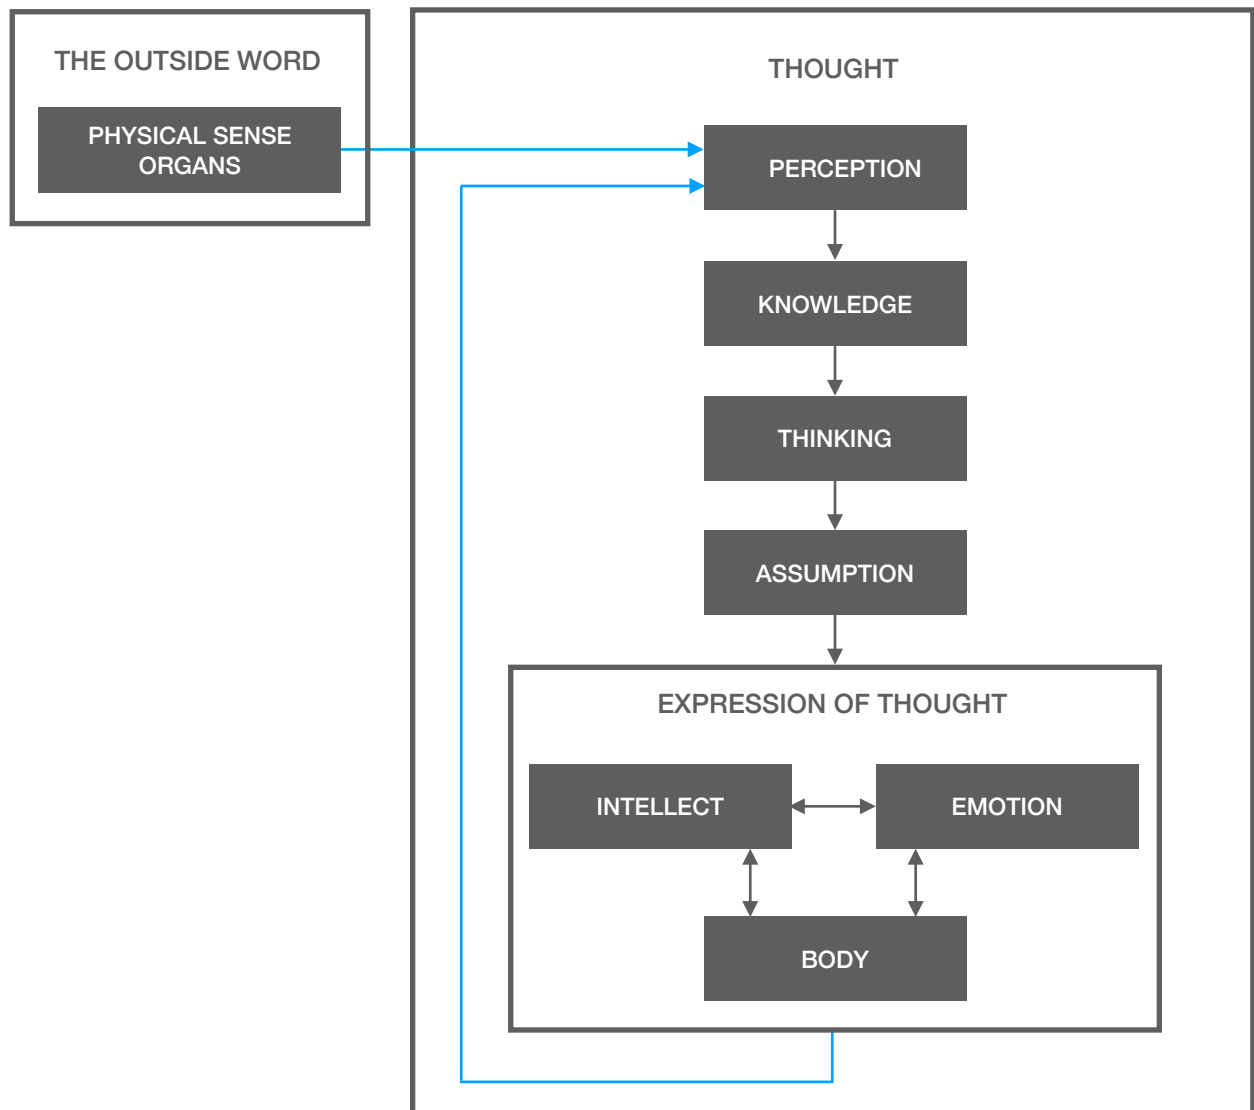 THE OUTSIDE WORD
PHYSICAL SENSE
ORGANS
THOUGHT
PERCEPTION
KNOWLEDGE
THINKING
ASSUMPTION
EXPRESSION OF THOUGHT
INTELLECT
EMOTION
BODY